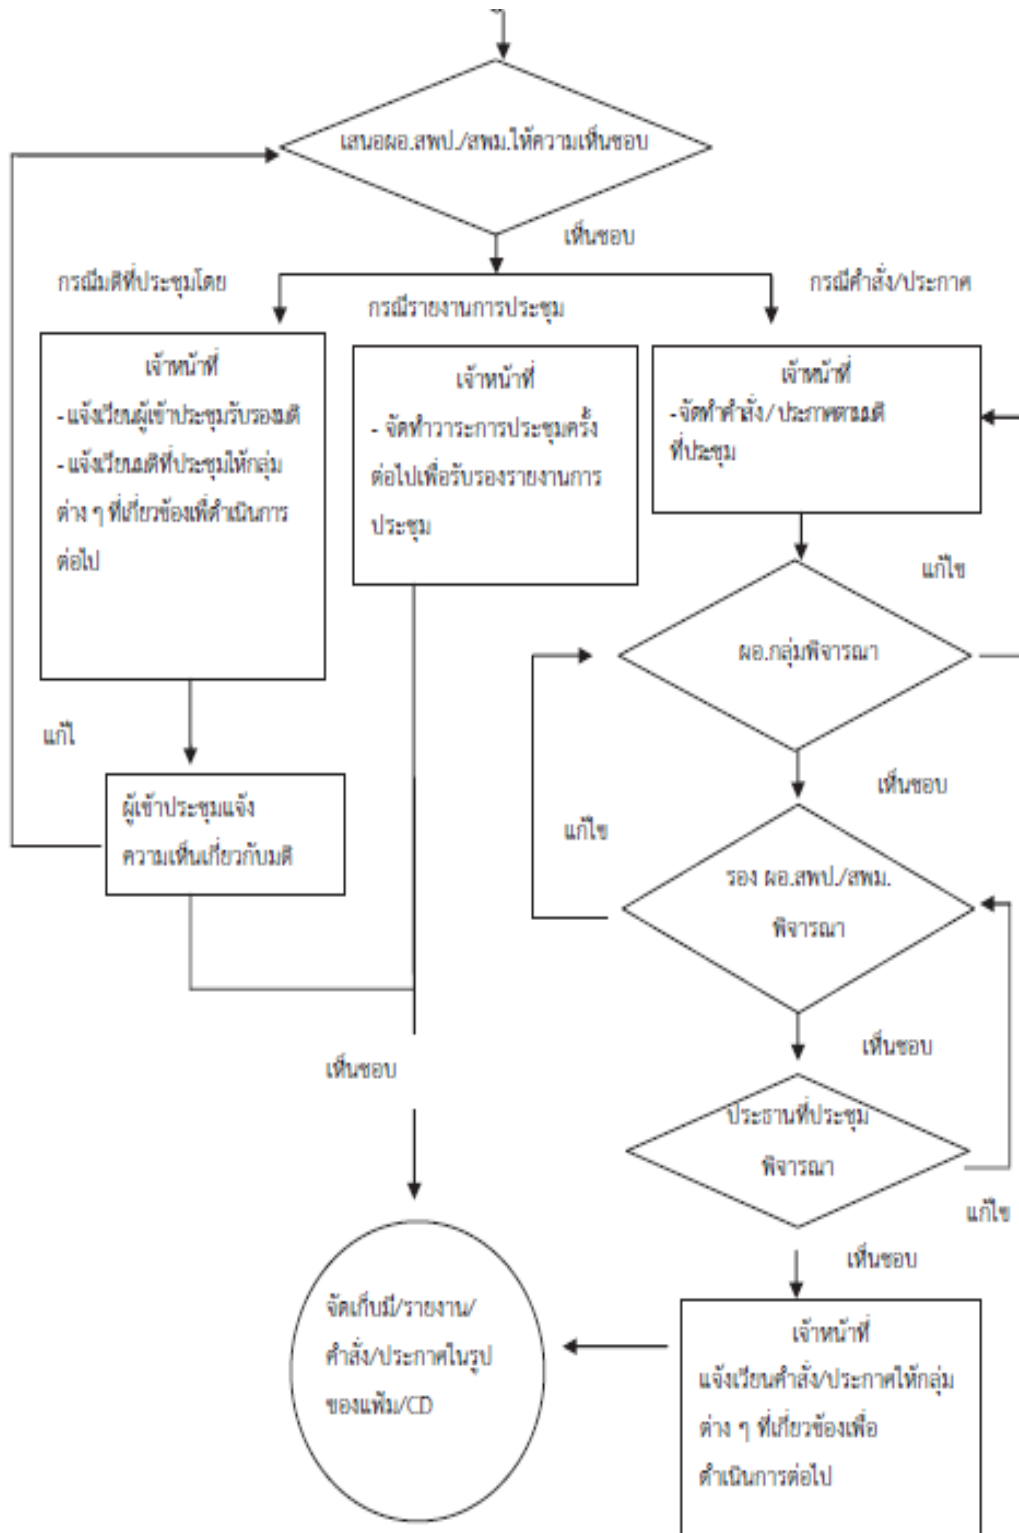 เสนอผอ.สพป./สพม.ให้ความเห็นชอบ
เห็นชอบ
กรณีมติที่ประชุมโดย
กรณีรายงานการประชุม
กรณีคำสั่ง/ประกาศ
เจ้าหน้าที่
- แจ้งเวียนผู้เข้าประชุมรับรองมติ
- แจ้งเวียนมติที่ประชุมให้กลุ่ม
ต่าง ๆ ที่เกี่ยวข้องเพื่ดำเนินการ
ต่อไป
เจ้าหน้าที่
- จัดทำวาระการประชุมครั้ง
ต่อไปเพื่อรับรองรายงานการ
ประชุม
เจ้าหน้าที่
-จัดทำคำสั่ง/ ประกาศตามมติ
ที่ประชุม
แก้ไข
ผอ.กลุ่มพิจารณา
แก้ไ
เห็นชอบ
ผู้เข้าประชุมแจ้ง
ความเห็นเกี่ยวกับมติ
แก้ไข
รอง ผอ.สพป./สพม.
พิจารณา
เห็นชอบ
เห็นชอบ
ประธานที่ประชุม
พิจารณา
แก้ไข
เห็นชอบ
จัดเก็บมี/รายงาน/
คำสั่ง/ประกาศในรูป
ของแฟ้ม/CD
เจ้าหน้าที่
แจ้งเวียนคำสั่ง/ประกาศให้กลุ่ม
ต่าง ๆ ที่เกี่ยวข้องเพื่อ
ดำเนินการต่อไป